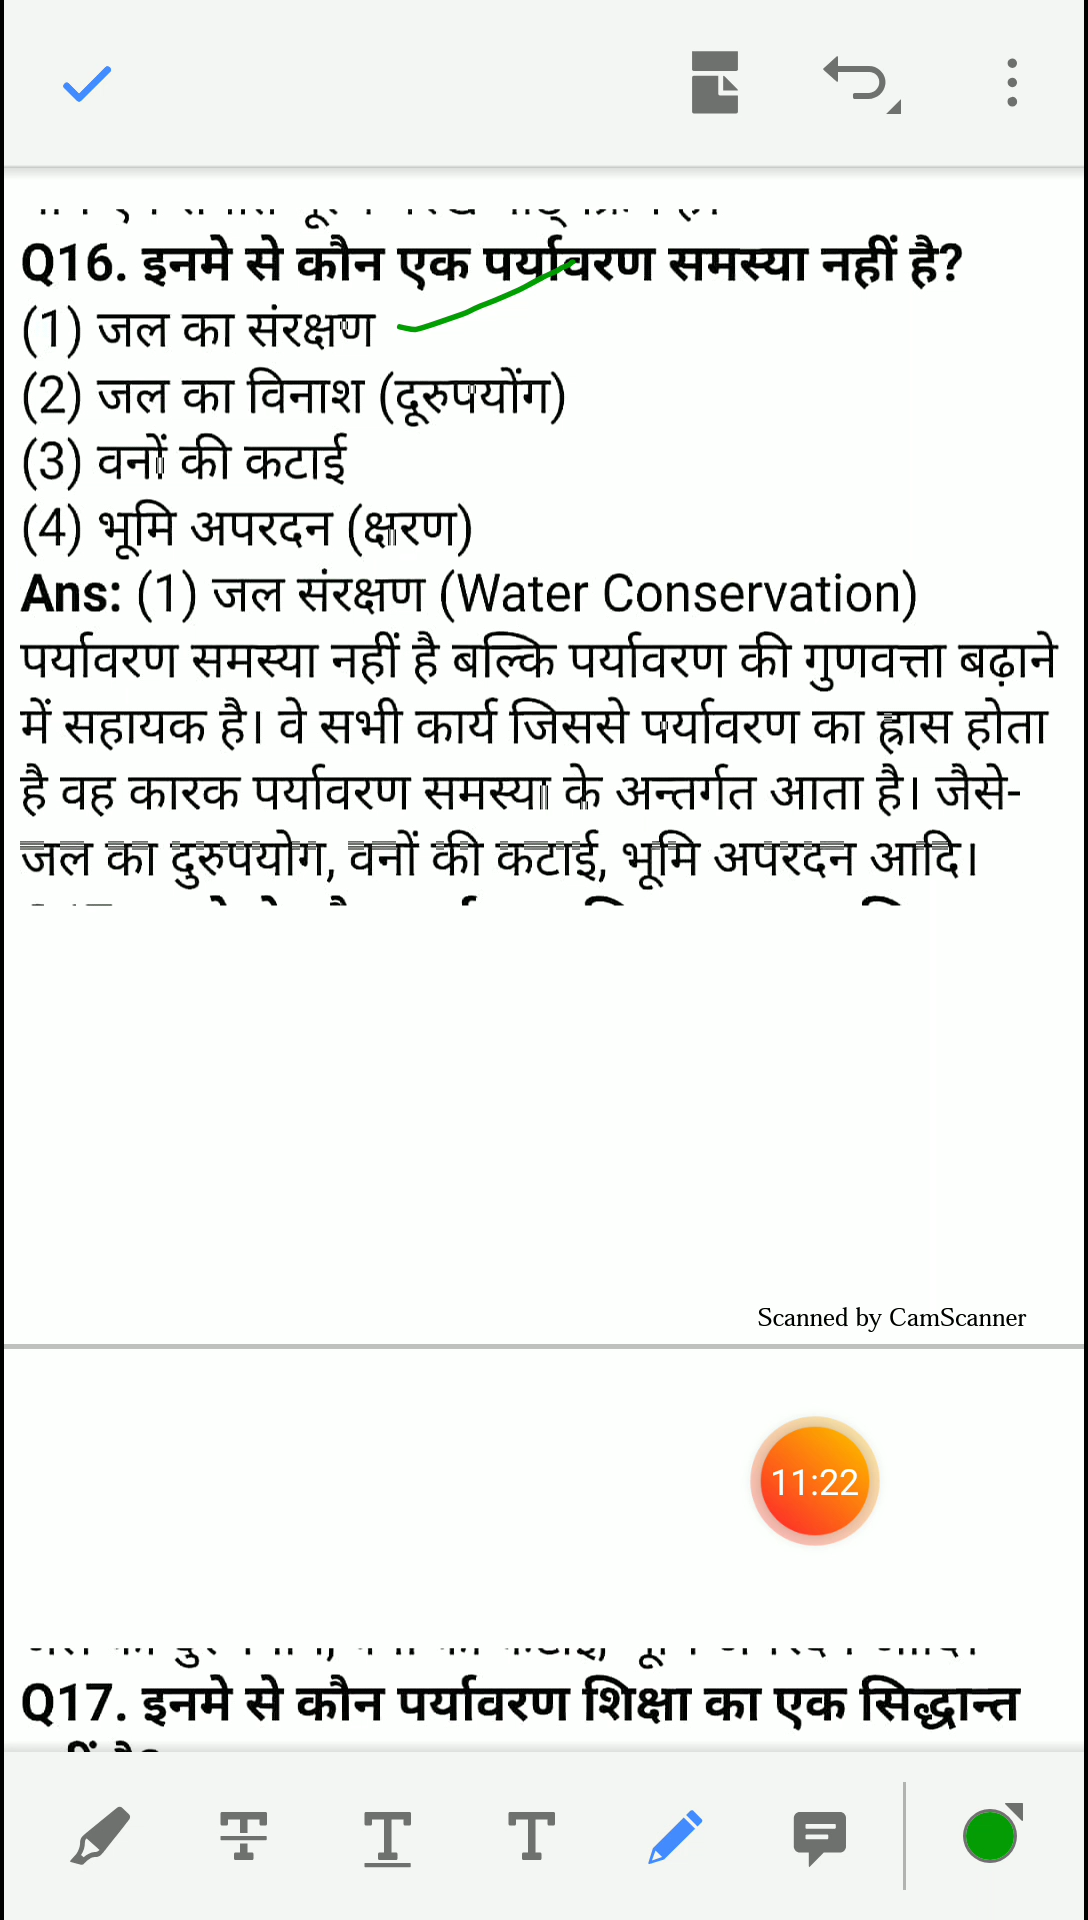 Q16. इनमे से कौन एक पर्यावरण समस्या नहीं है?
(1) जल का संरक्षण
(2) जल का विनाश (दूरुपयोंग)
(3) वनों की कटाई
(4) भूमि अपरदन (क्षरण)
Ans: (1) जल संरक्षण (Water Conservation)
पर्यावरण समस्या नहीं है बल्कि पर्यावरण की गुणवत्ता बढ़ाने
में सहायक है। वे सभी कार्य जिससे पर्यावरण का ह्रास होता
है वह कारक पर्यावरण समस्या के अन्तर्गत आता है। जैसे-
जल का दुरुपयोग, वनों की कटाई, भूमि अपरदन आदि।
Scanned by CamScanner
11:22
Q17. इनमे से कौन पर्यावरण शिक्षा का एक सिद्धान्त